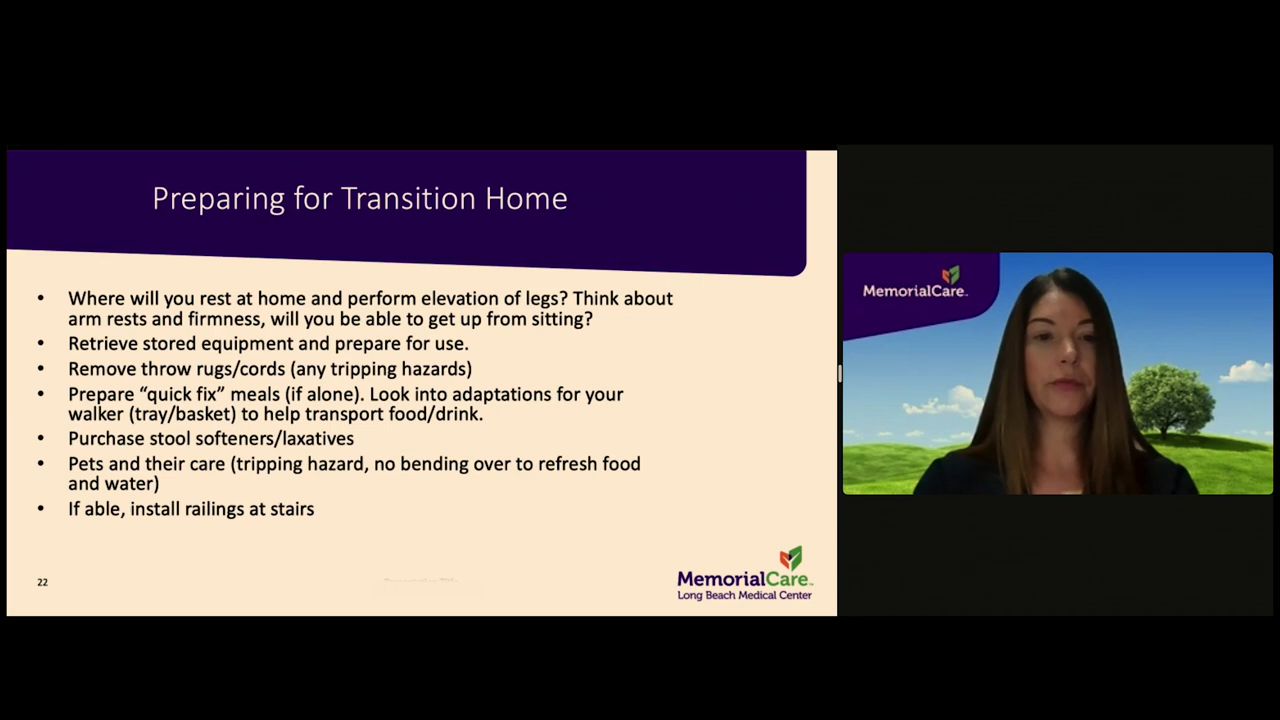 Preparing for Transition Home
• Where will you rest at home and perform elevation of legs? Think about
arm rests and firmness, will you be able to get up from sitting?
• Retrieve stored equipment and prepare for use.
• Remove throw rugs/cords (any tripping hazards)
• Prepare “quick fix” meals (if alone). Look into adaptations for your
walker (tray/basket) to help transport food/drink.
• Purchase stool softeners/laxatives
• Pets and their care (tripping hazard, no bending over to refresh food
and water)
• If able, install railings at stairs
22
MemorialCare™
Long Beach Medical Center
MemorialCare™